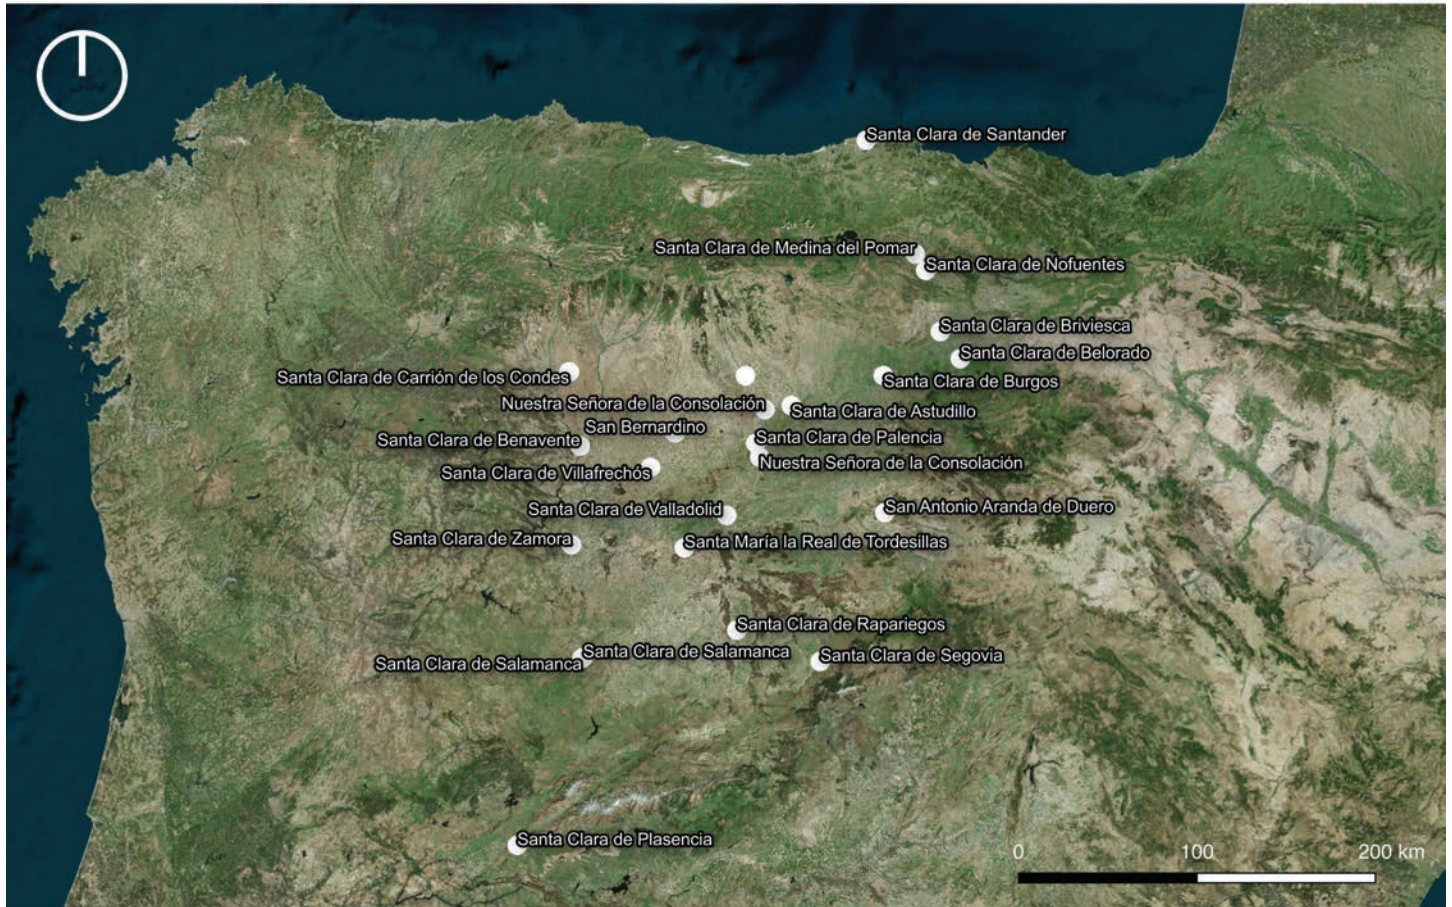 Santa Clara de Santander
Santa Clara de Medina del Pomar
Santa Clara de Nofuentes
Santa Clara de Briviesca
Santa Clara de Belorado
Santa Clara de Carrión de los Condes
Santa Clara de Burgos
Nuestra Señora de la Consolación
Santa Clara de Astudillo
San Bernardino
Santa Clara de Benavente
Santa Clara de Palencia
Santa Clara de Villafrechós
Nuestra Señora de la Consolación
Santa Clara de Valladolid
San Antonio Aranda de Duero
Santa Clara de Zamora
Santa María la Real de Tordesillas
Santa Clara de Rapariegos
Santa Clara de Salamanca
Santa Clara de Salamanca
Santa Clara de Segovia
Santa Clara de Plasencia
0 100 200 km